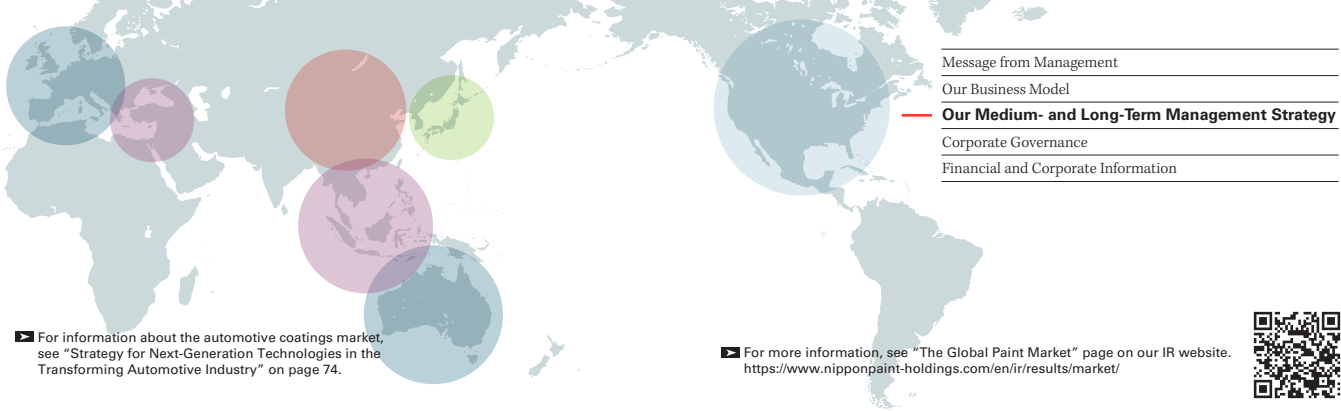 Message from Management
Our Business Model
Our Medium- and Long-Term Management Strategy
Corporate Governance
Financial and Corporate Information
For information about the automotive coatings market,
see “Strategy for Next-Generation Technologies in the
Transforming Automotive Industry” on page 74.
For more information, see “The Global Paint Market” page on our IR website.
https://www.nipponpaint-holdings.com/en/ir/results/market/